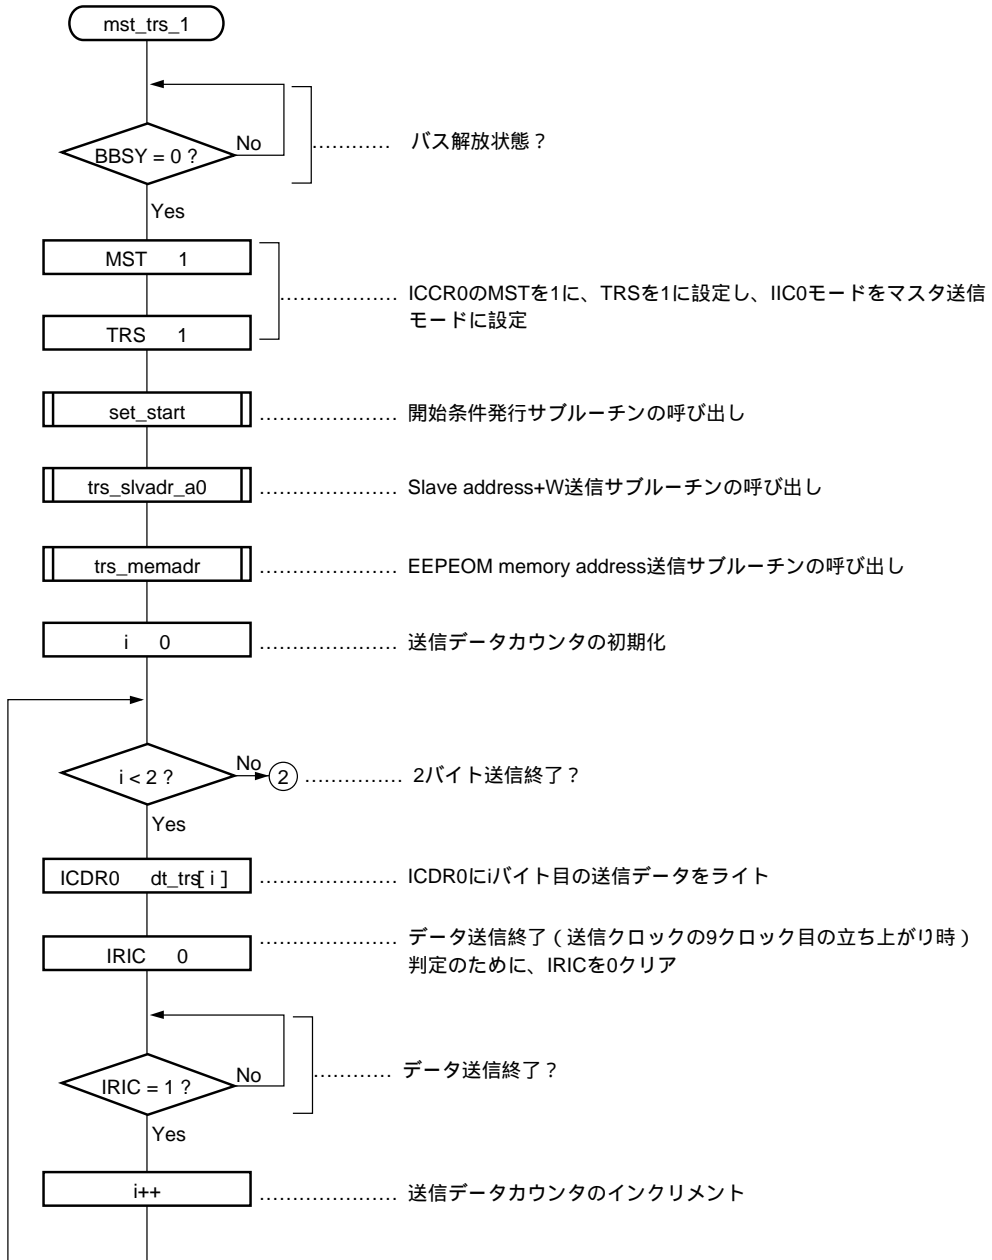 mst_trs_1
BBSY = 0 ?
No
………… バス解放状態？
Yes
MST 1
TRS 1
………………… ICCR0のMSTを1に、TRSを1に設定し、IIC0モードをマスタ送信
モードに設定
set_start ………………… 開始条件発行サブルーチンの呼び出し
trs_slvadr_a0 ………………… Slave address+W送信サブルーチンの呼び出し
trs_memadr ………………… EEPEOM memory address送信サブルーチンの呼び出し
i 0 ………………… 送信データカウンタの初期化
i < 2 ? No 2 …………… 2バイト送信終了？
Yes
ICDR0 dt_trs[ i ] ………………… ICDR0にiバイト目の送信データをライト
IRIC 0 ………………… データ送信終了（送信クロックの9クロック目の立ち上がり時）
判定のために、IRICを0クリア
IRIC = 1 ? No ………… データ送信終了？
Yes
i++ ………………… 送信データカウンタのインクリメント